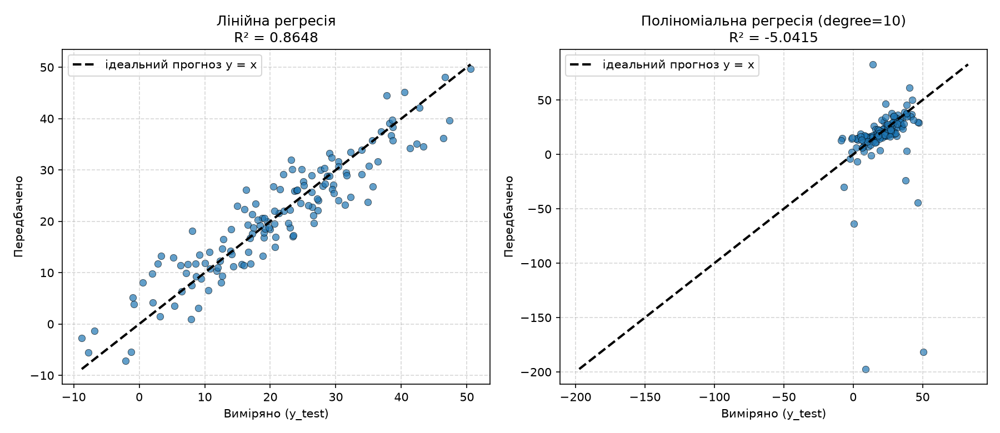 Лінійна регресія
R² = 0.8648
ідеальний прогноз y = x
50
40
30
20
10
0
−10
Передбачено
−10
0
10
20
30
40
50
Виміряно (y_test)
Поліноміальна регресія (degree=10)
R² = -5.0415
ідеальний прогноз y = x
50
0
−50
−100
−150
−200
Передбачено
−200
−150
−100
−50
0
50
Виміряно (y_test)